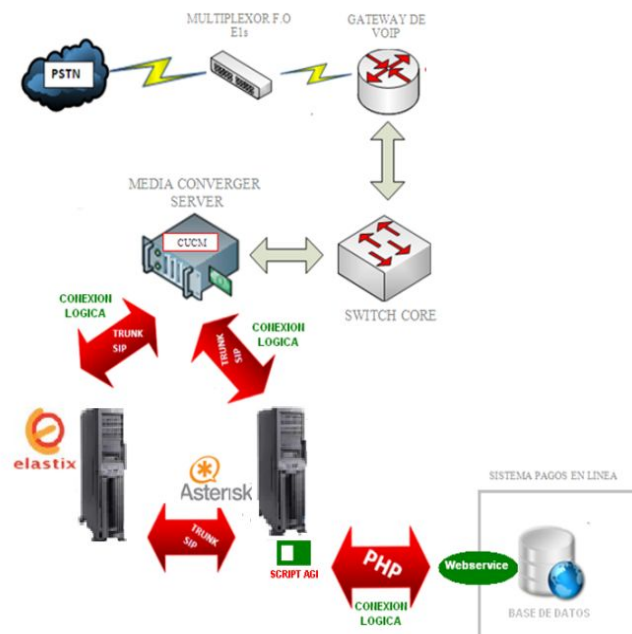 MULTIPLEXOR F.O
E1s
GATEWAY DE
VOIP
PSTN
MEDIA CONVERGER
SERVER
CUCM
SWITCH CORE
CONEXION
LOGICA
TRUNK
SIP
CONEXION
LOGICA
TRUNK
SIP
elastix
Asterisk
TRUNK
SIP
SCRIPT AGI
PHP
CONEXION
LOGICA
SISTEMA PAGOS EN LINEA
Webservice
BASE DE DATOS